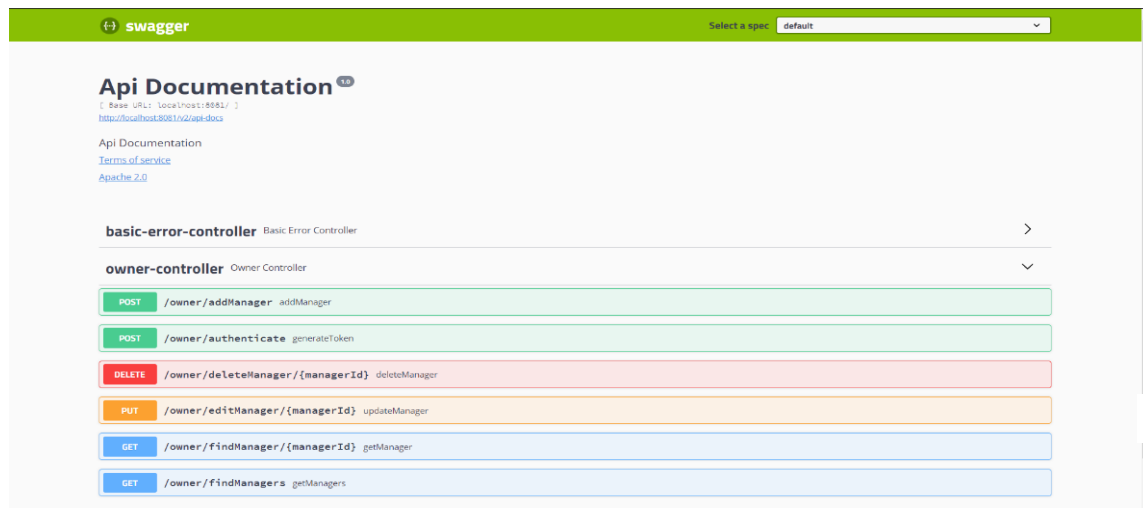 swagger Select a spec default
Api Documentation 1.0
[ Base URL: localhost:8081/ ]
http://localhost:8081/v2/api-docs
Api Documentation
Terms of service
Apache 2.0
basic-error-controller Basic Error Controller
owner-controller Owner Controller
POST /owner/addManager addManager
POST /owner/authenticate generateToken
DELETE /owner/deleteManager/{managerId} deleteManager
PUT /owner/editManager/{managerId} updateManager
GET /owner/findManager/{managerId} getManager
GET /owner/findManagers getManagers